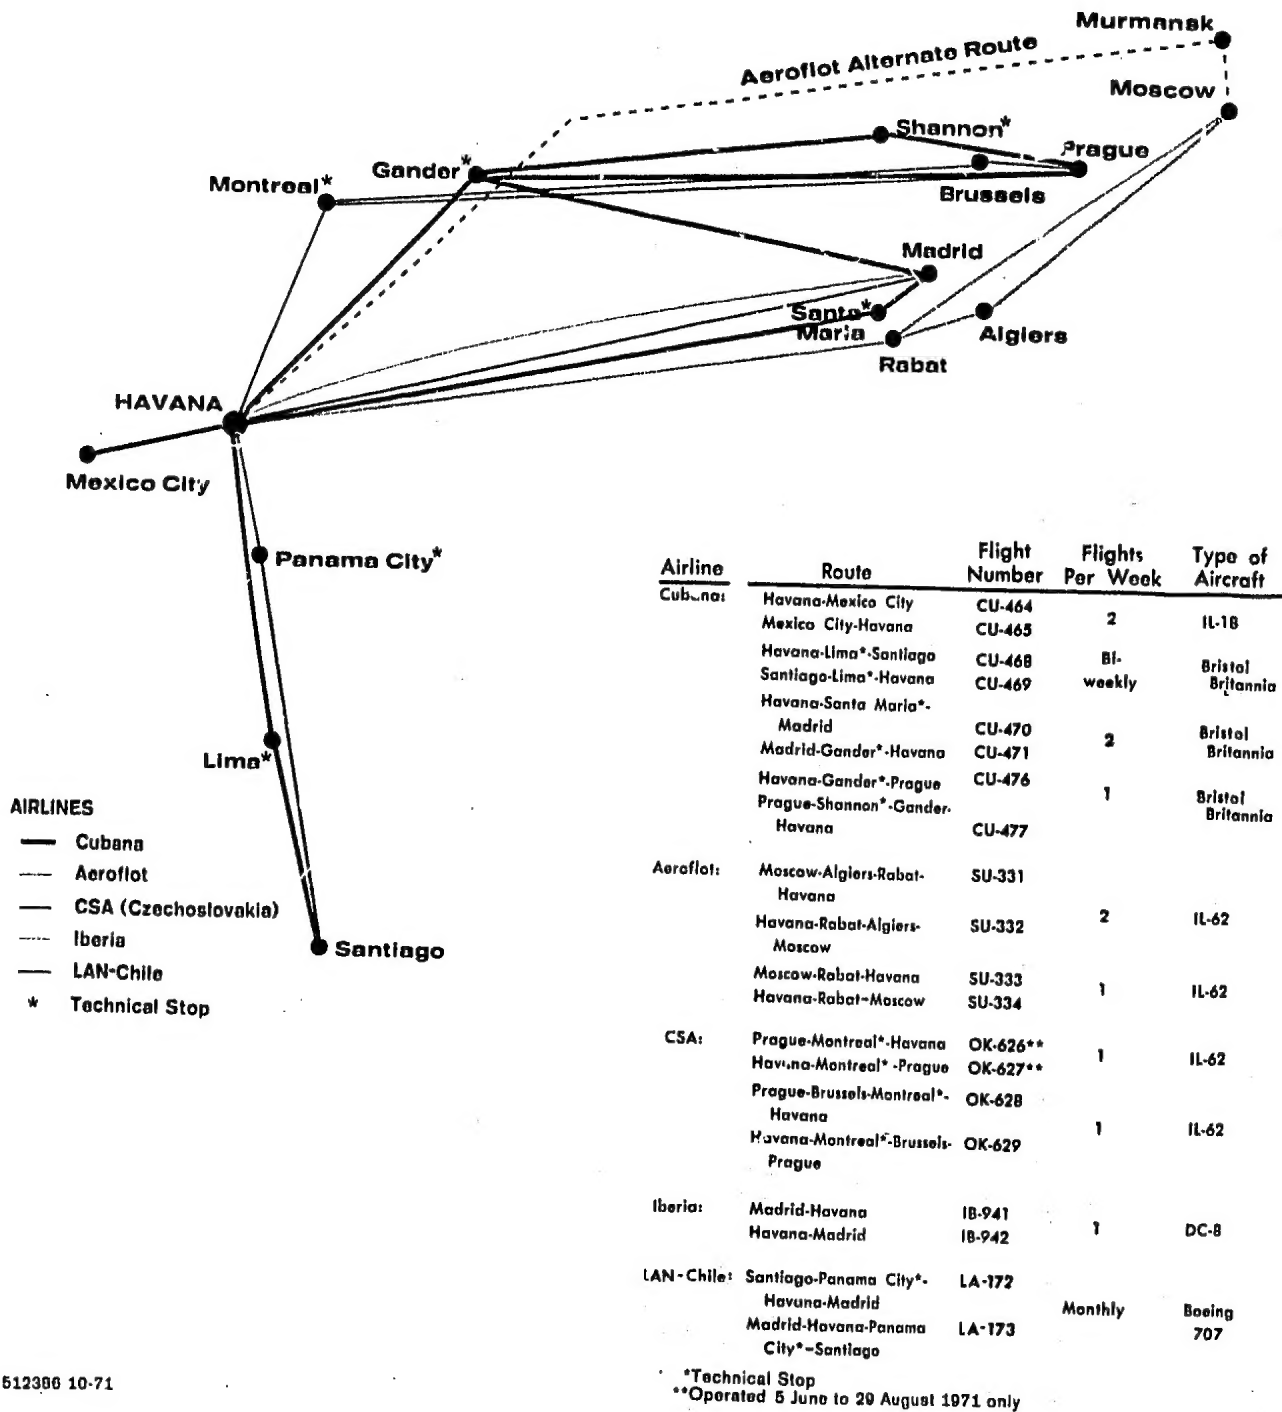 Murmansk
Aeroflot Alternate Route
Moscow
Shannon*
Prague
Gander*
Montreal*
Brussels
Madrid
Santa*
Maria
Algiers
Rabat
HAVANA
Mexico City
Panama City*
Lima*
Santiago
AIRLINES
Cubana
Aeroflot
CSA (Czechoslovakia)
Iberia
LAN-Chile
* Technical Stop
Airline Route Flight Number Flights Per Week Type of Aircraft
Cubana: Havana-Mexico City CU-464
Mexico City-Havana CU-465 2 IL-18
Havana-Lima*-Santiago CU-468 Bi- Bristol
Santiago-Lima*-Havana CU-469 weekly Britannia
Havana-Santa Maria*-
Madrid CU-470 2 Bristol
Madrid-Gander*-Havana CU-471 Britannia
Havana-Gander*-Prague CU-476 1 Bristol
Prague-Shannon*-Gander- Britannia
Havana CU-477
Aeroflot: Moscow-Algiers-Rabat- SU-331
Havana
Havana-Rabat-Algiers- SU-332 2 IL-62
Moscow
Moscow-Rabat-Havana SU-333
Havana-Rabat-Moscow SU-334 1 IL-62
CSA: Prague-Montreal*-Havana OK-626**
Havana-Montreal*-Prague OK-627** 1 IL-62
Prague-Brussels-Montreal*- OK-628
Havana
Havana-Montreal*-Brussels- OK-629 1 IL-62
Prague
Iberia: Madrid-Havana IB-941
Havana-Madrid IB-942 1 DC-8
LAN-Chile: Santiago-Panama City*- LA-172
Havana-Madrid Monthly Boeing
Madrid-Havana-Panama LA-173 707
City*-Santiago
*Technical Stop
**Operated 5 June to 29 August 1971 only
512386 10-71